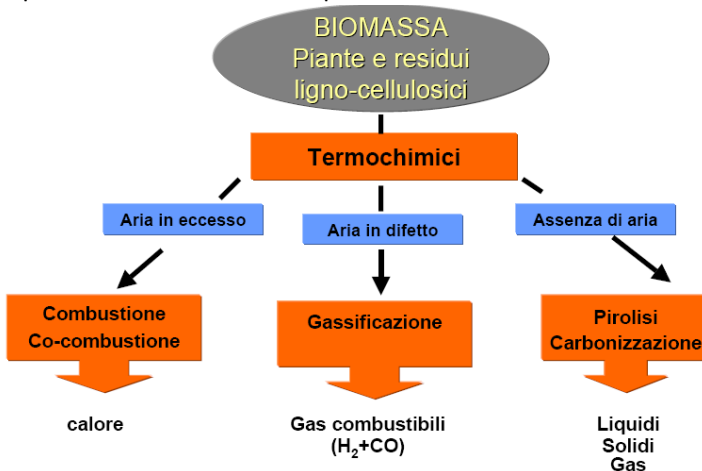 BIOMASSA
Piante e residui
ligno-cellulosici
Termochimici
Aria in eccesso
Aria in difetto
Assenza di aria
Combustione
Co-combustione
Gassificazione
Pirolisi
Carbonizzazione
calore
Gas combustibili
(H₂+CO)
Liquidi
Solidi
Gas